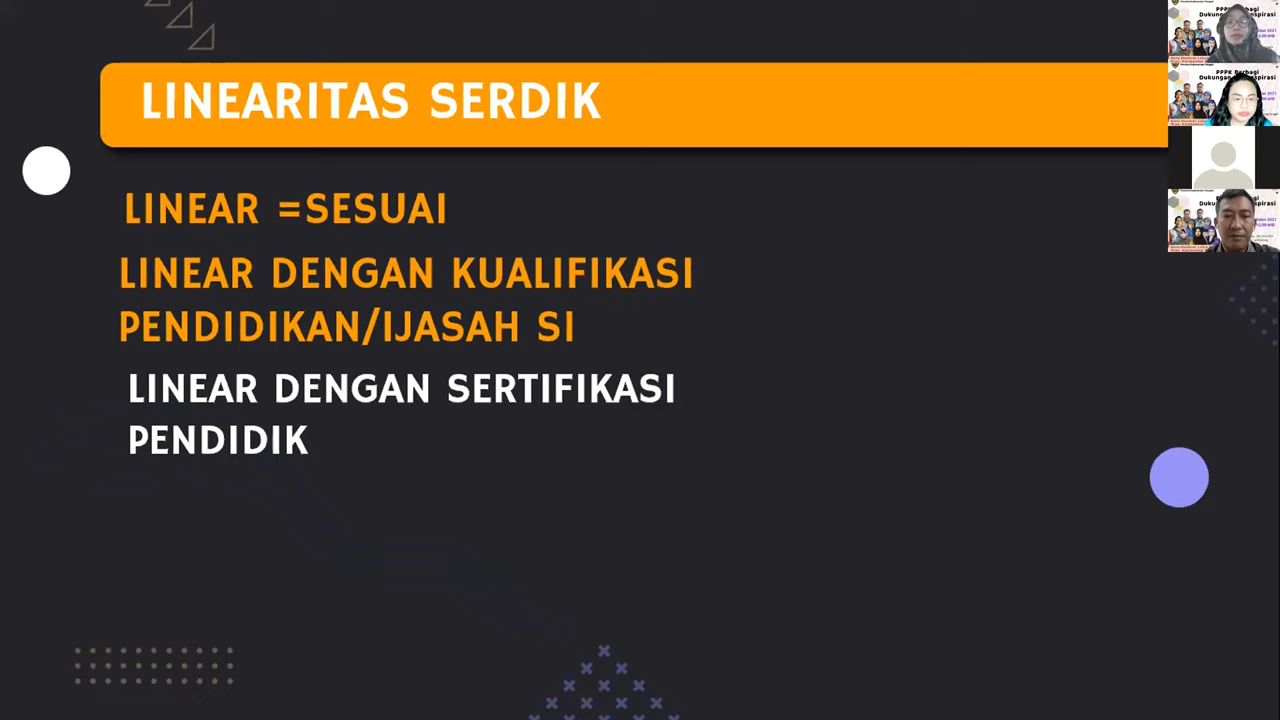 LINEARITAS SERDIK
LINEAR =SESUAI
LINEAR DENGAN KUALIFIKASI
PENDIDIKAN/IJASAH SI
LINEAR DENGAN SERTIFIKASI
PENDIDIK